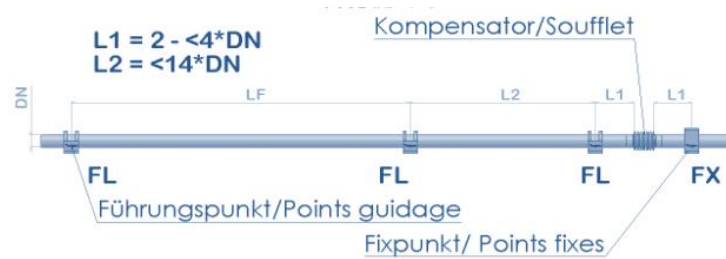 Kompensator/Soufflet
L1 = 2 - <4*DN
L2 = <14*DN
DN
LF
L2
L1
L1
FL
FL
FL
FX
Führungspunkt/Points guidage
Fixpunkt/ Points fixes